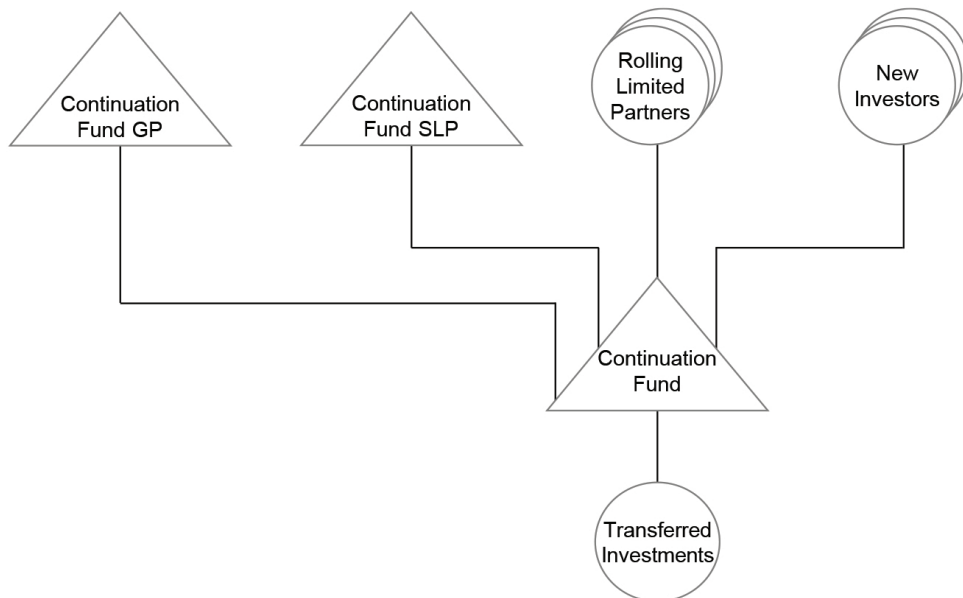 Continuation
Fund GP
Continuation
Fund SLP
Rolling
Limited
Partners
New
Investors
Continuation
Fund
Transferred
Investments